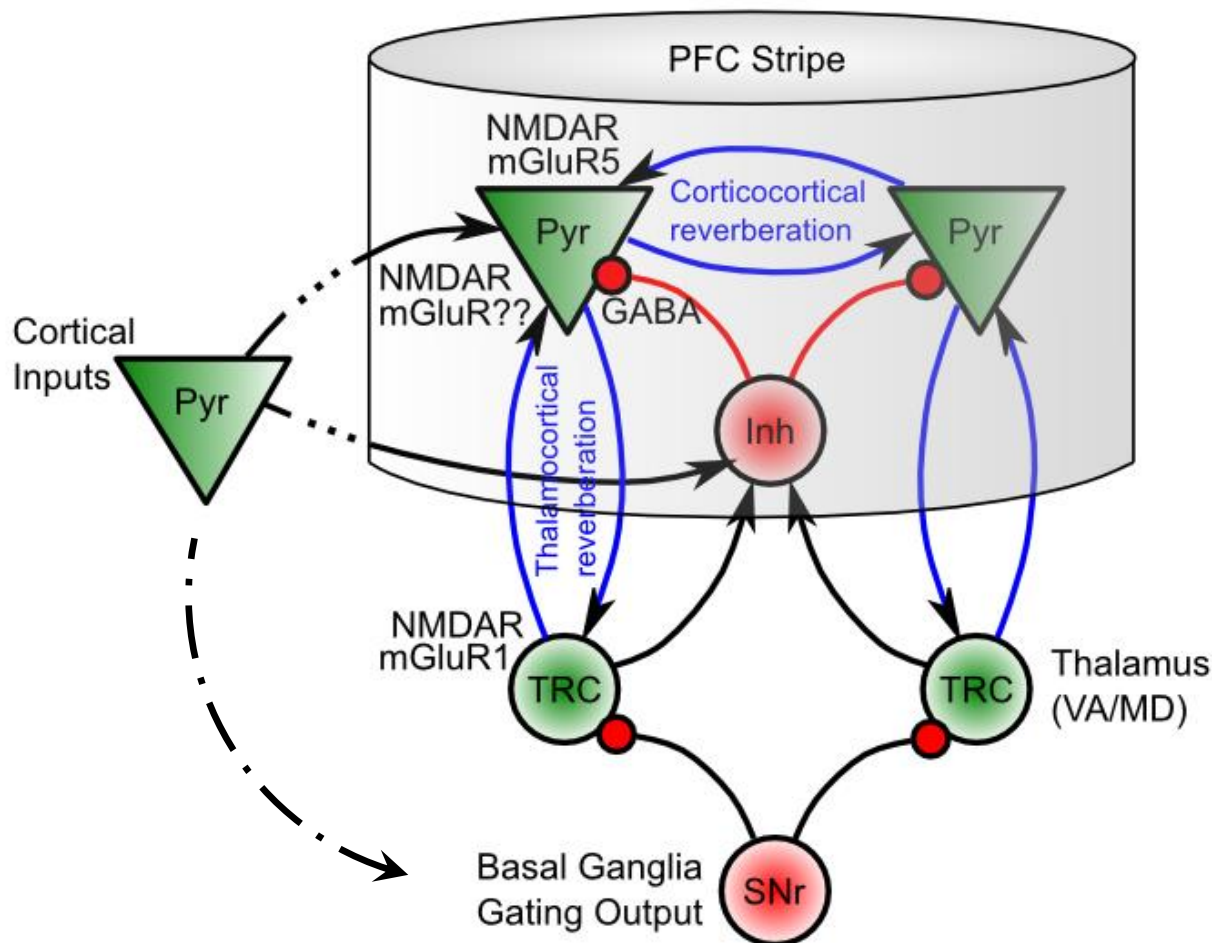 PFC Stripe
NMDAR
mGluR5
Corticocortical
reverberation
Pyr
Pyr
NMDAR
mGluR??
GABA
Cortical
Inputs
Pyr
Inh
Thalamocortical
reverberation
NMDAR
mGluR1
TRC
TRC
Thalamus
(VA/MD)
Basal Ganglia
Gating Output
SNr